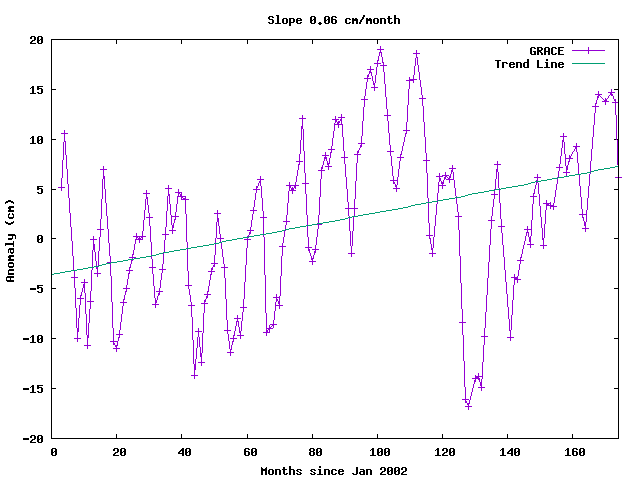 Slope 0.06 cm/month
GRACE
Trend Line
20
15
10
5
0
-5
-10
-15
-20
Anomaly (cm)
0 20 40 60 80 100 120 140 160
Months since Jan 2002